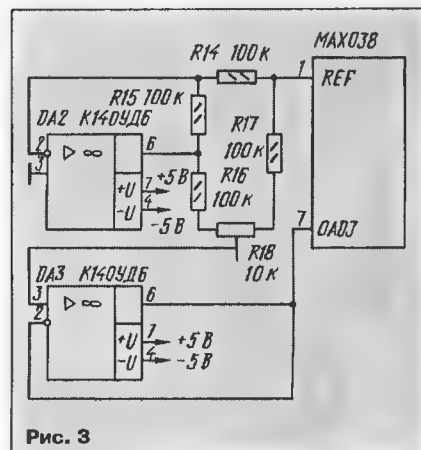 MAX038
R14 100 к
1
REF
R15 100 к
DA2 К140УД6
R17
100 к
2
3
▷ ∞
6
+U
7
+5 В
-U
4
-5 В
R16
100 к
7
OADJ
R18
10 к
DA3 К140УД6
3
2
▷ ∞
6
+U
7
+5 В
-U
4
-5 В
Рис. 3